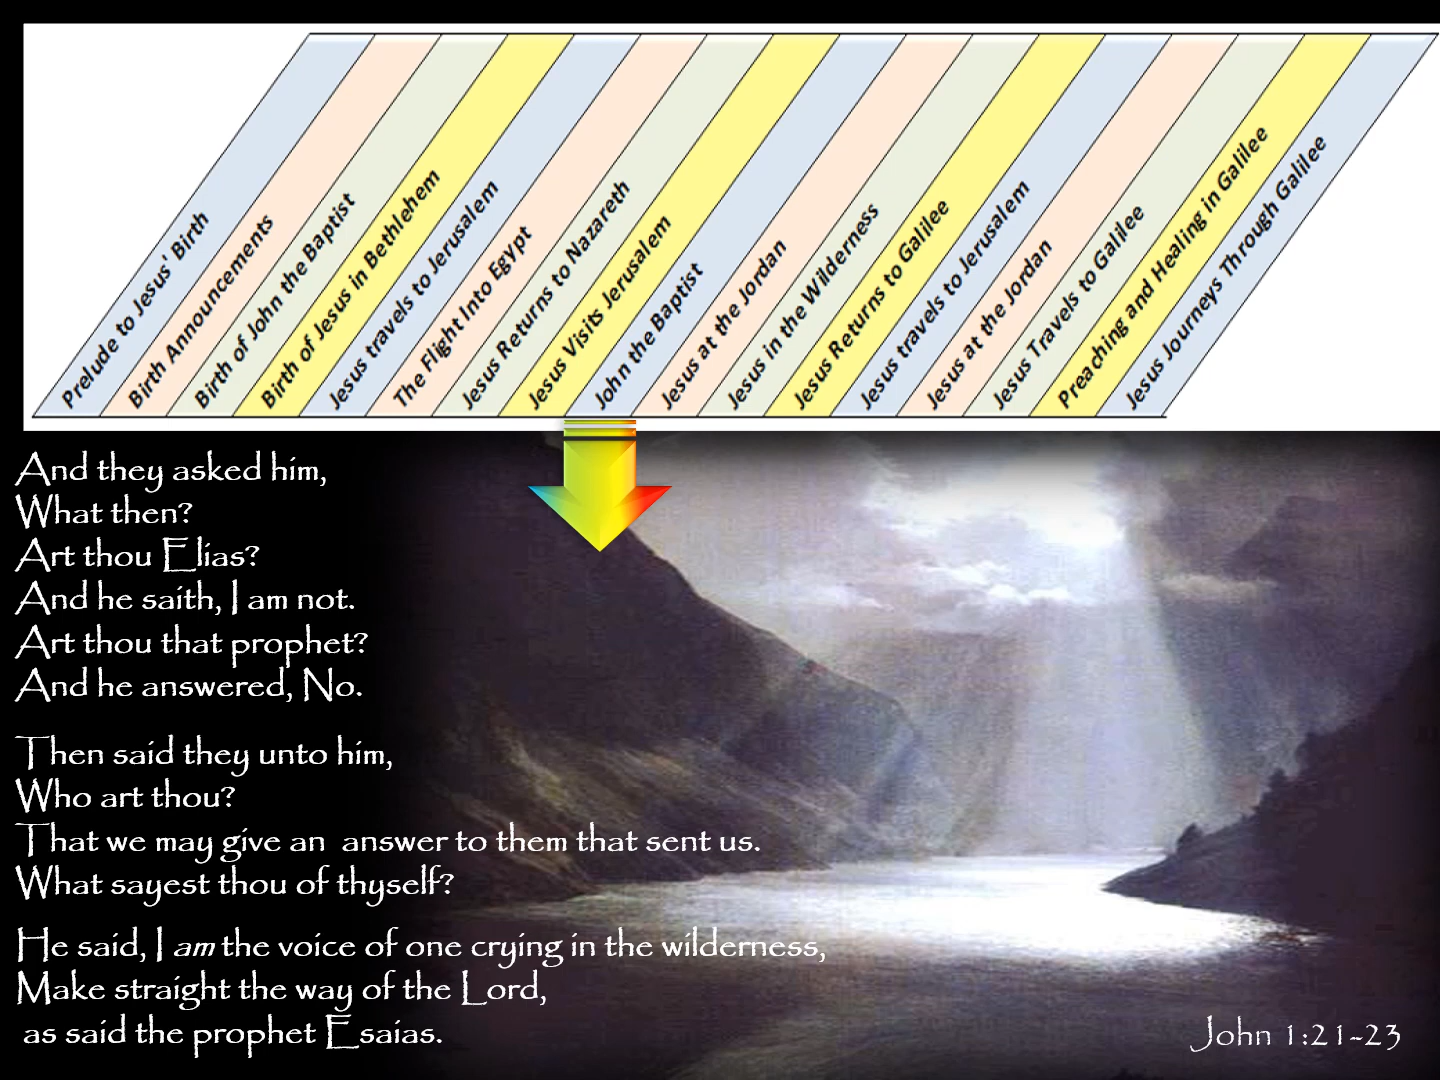 Prelude to Jesus' Birth
Birth Announcements
Birth of John the Baptist
Birth of Jesus in Bethlehem
Jesus travels to Jerusalem
The Flight Into Egypt
Jesus Returns to Nazareth
Jesus Visits Jerusalem
John the Baptist
Jesus at the Jordan
Jesus in the Wilderness
Jesus Returns to Galilee
Jesus travels to Jerusalem
Jesus at the Jordan
Jesus Travels to Galilee
Preaching and Healing in Galilee
Jesus Journeys Through Galilee
And they asked him,
What then?
Art thou Elias?
And he saith, I am not.
Art thou that prophet?
And he answered, No.
Then said they unto him,
Who art thou?
That we may give an answer to them that sent us.
What sayest thou of thyself?
He said, I am the voice of one crying in the wilderness,
Make straight the way of the Lord,
as said the prophet Esaias.
John 1:21-23